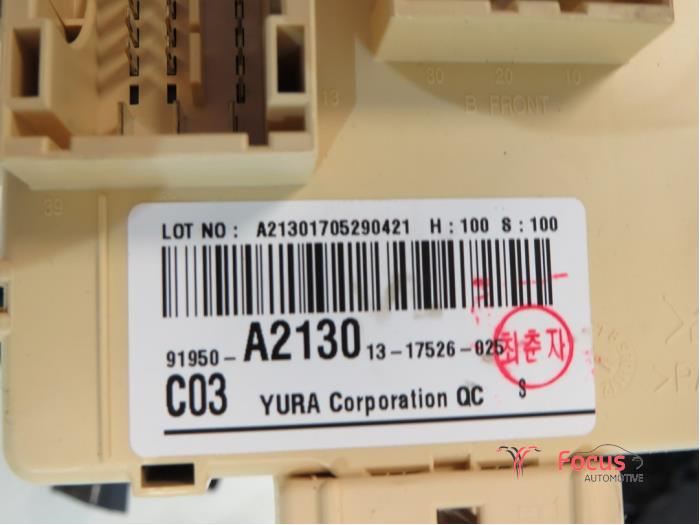 30 20 10
B FRONT
13
39
LOT NO : A21301705290421 H : 100 S : 100
91950-A2130 13-17526-025
최춘자
C03 YURA Corporation QC S
Focus
AUTOMOTIVE